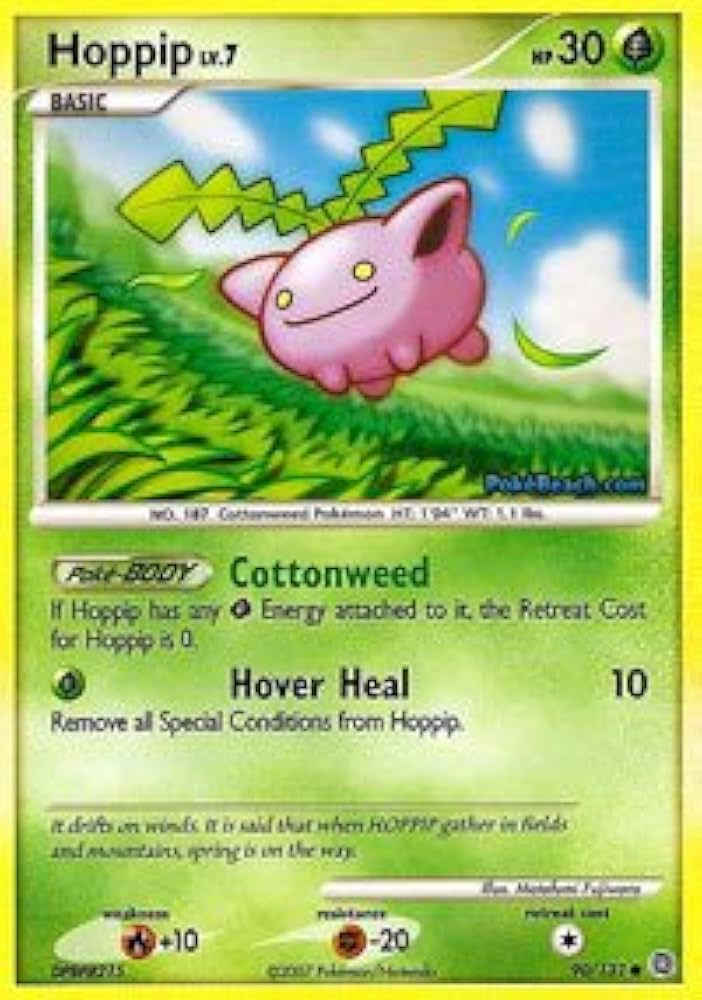 Hoppip LV.7 HP 30
BASIC
PokéBeach.com
NO. 187 Cottonweed Pokémon HT: 1'04" WT: 1.1 lbs.
Poké-BODY Cottonweed
If Hoppip has any Energy attached to it, the Retreat Cost
for Hoppip is 0.
Hover Heal 10
Remove all Special Conditions from Hoppip.
It drifts on winds. It is said that when HOPPIP gather in fields
and mountains, spring is on the way.
Illus. Motofumi Fujiwara
weakness resistance retreat cost
+10 -20
©2007 Pokémon/Nintendo 90/132